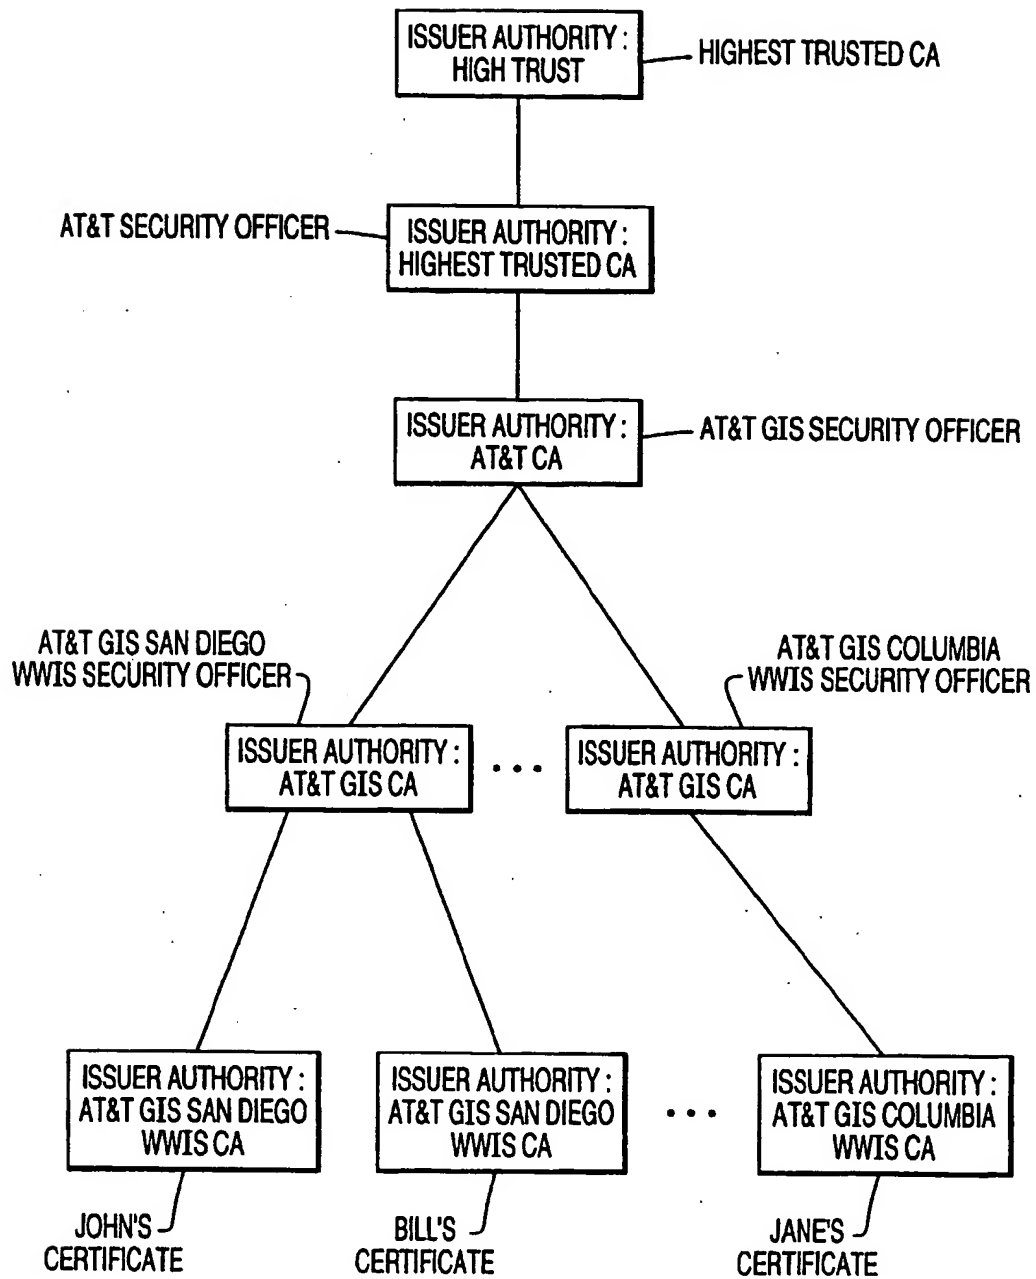 ISSUER AUTHORITY :
HIGH TRUST
HIGHEST TRUSTED CA
AT&T SECURITY OFFICER
ISSUER AUTHORITY :
HIGHEST TRUSTED CA
ISSUER AUTHORITY :
AT&T CA
AT&T GIS SECURITY OFFICER
AT&T GIS SAN DIEGO
WWIS SECURITY OFFICER
AT&T GIS COLUMBIA
WWIS SECURITY OFFICER
ISSUER AUTHORITY :
AT&T GIS CA
• • •
ISSUER AUTHORITY :
AT&T GIS CA
ISSUER AUTHORITY :
AT&T GIS SAN DIEGO
WWIS CA
ISSUER AUTHORITY :
AT&T GIS SAN DIEGO
WWIS CA
• • •
ISSUER AUTHORITY :
AT&T GIS COLUMBIA
WWIS CA
JOHN'S
CERTIFICATE
BILL'S
CERTIFICATE
JANE'S
CERTIFICATE